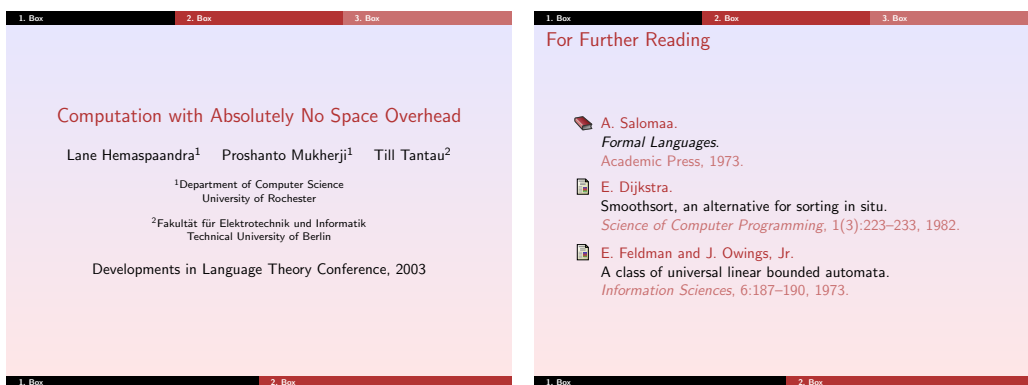 1. Box 2. Box 3. Box
Computation with Absolutely No Space Overhead
Lane Hemaspaandra1 Proshanto Mukherji1 Till Tantau2
1Department of Computer Science
University of Rochester
2Fakultät für Elektrotechnik und Informatik
Technical University of Berlin
Developments in Language Theory Conference, 2003
1. Box 2. Box
1. Box 2. Box 3. Box
For Further Reading
A. Salomaa.
Formal Languages.
Academic Press, 1973.
E. Dijkstra.
Smoothsort, an alternative for sorting in situ.
Science of Computer Programming, 1(3):223–233, 1982.
E. Feldman and J. Owings, Jr.
A class of universal linear bounded automata.
Information Sciences, 6:187–190, 1973.
1. Box 2. Box